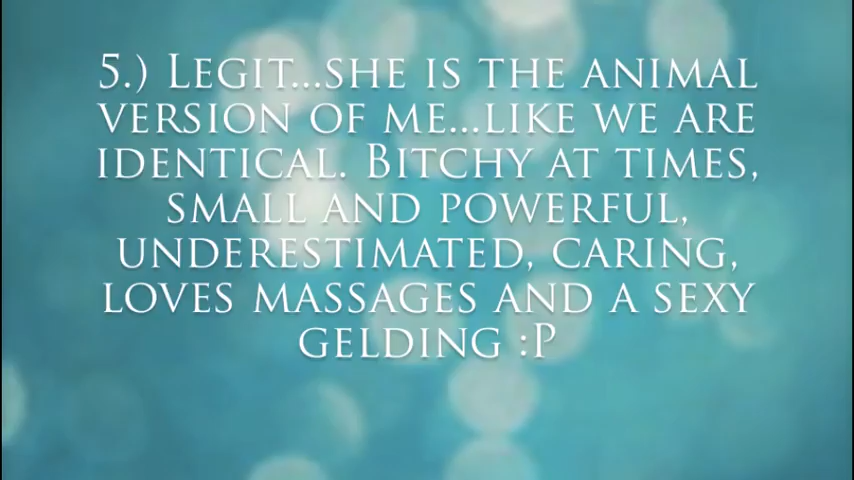 5.) Legit...she is the animal
version of me...like we are
identical. Bitchy at times,
small and powerful,
underestimated, caring,
loves massages and a sexy
gelding :P